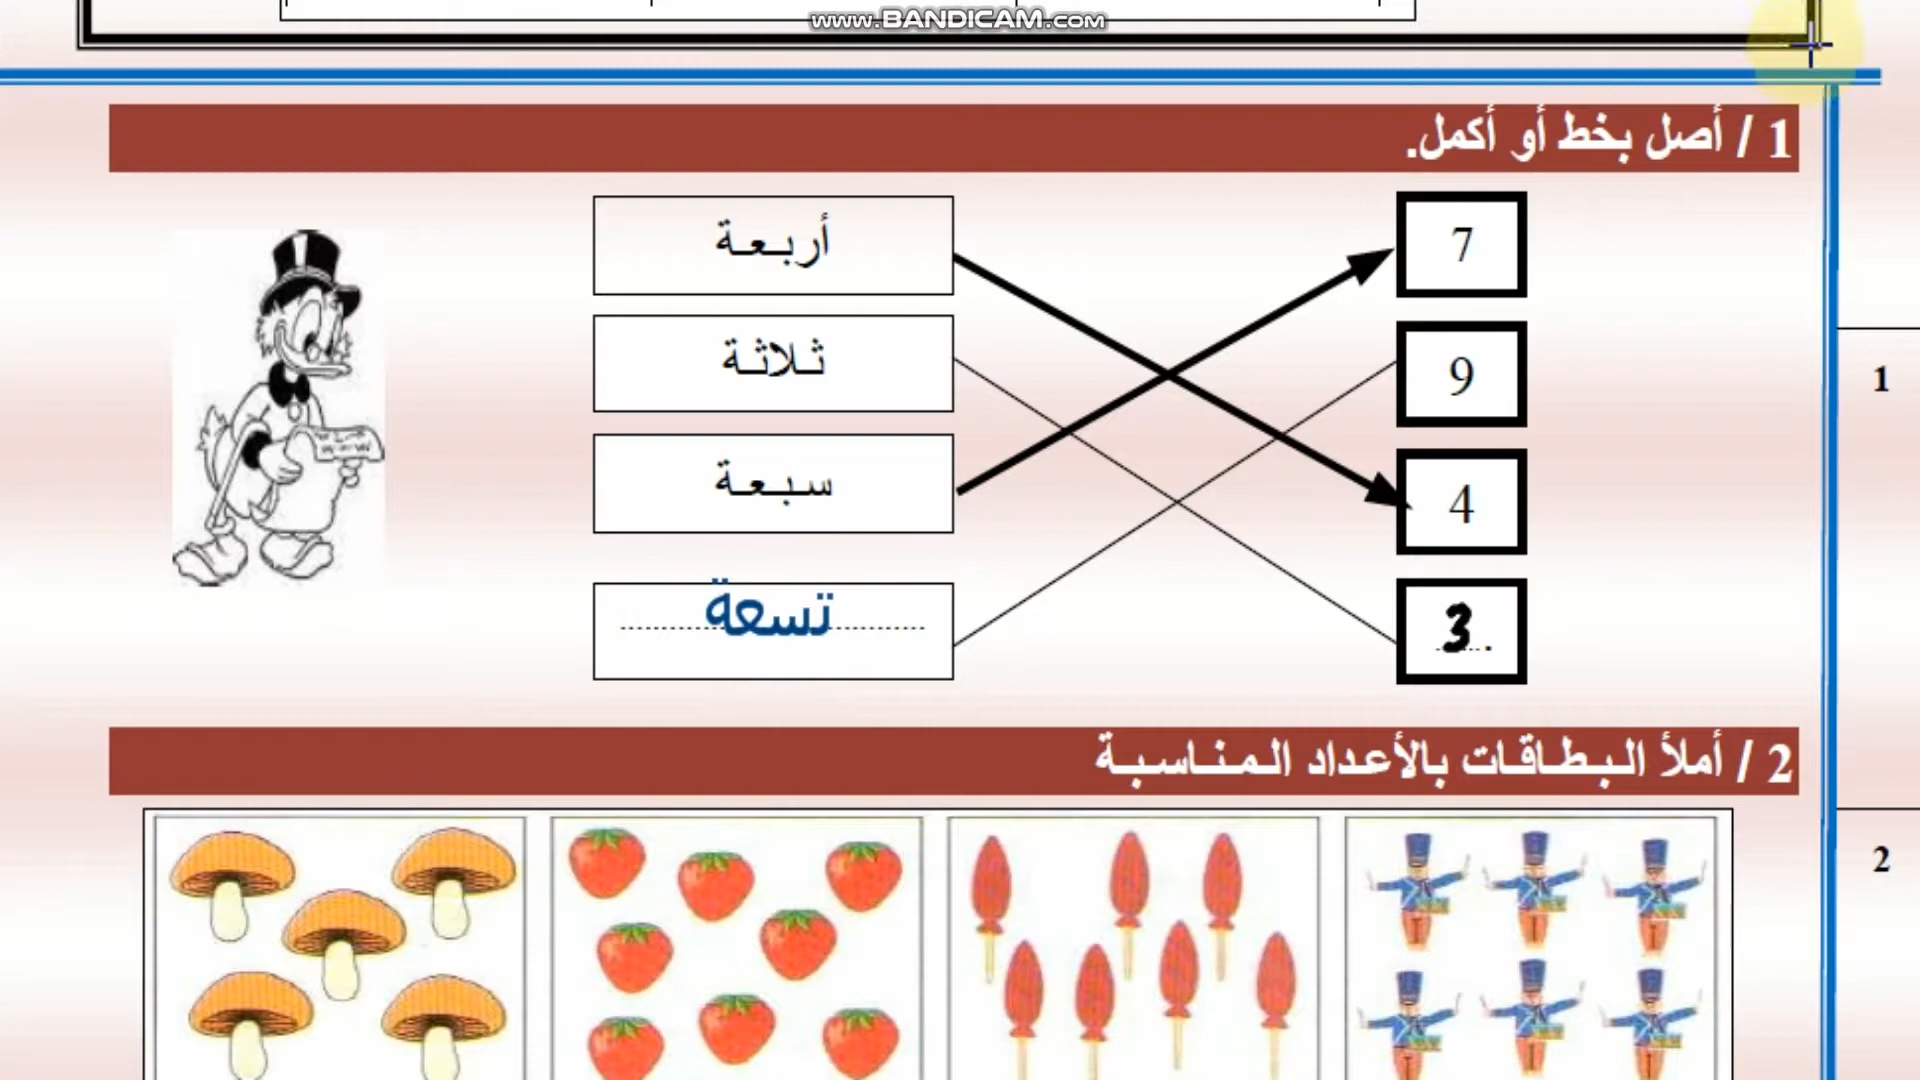 www.BANDICAM.com
1 / أصل بخط أو أكمل.
7 أربعة
9 ثلاثة
1
4 سبعة
3 تسعة
2 / أملأ البطاقات بالأعداد المناسبة
2